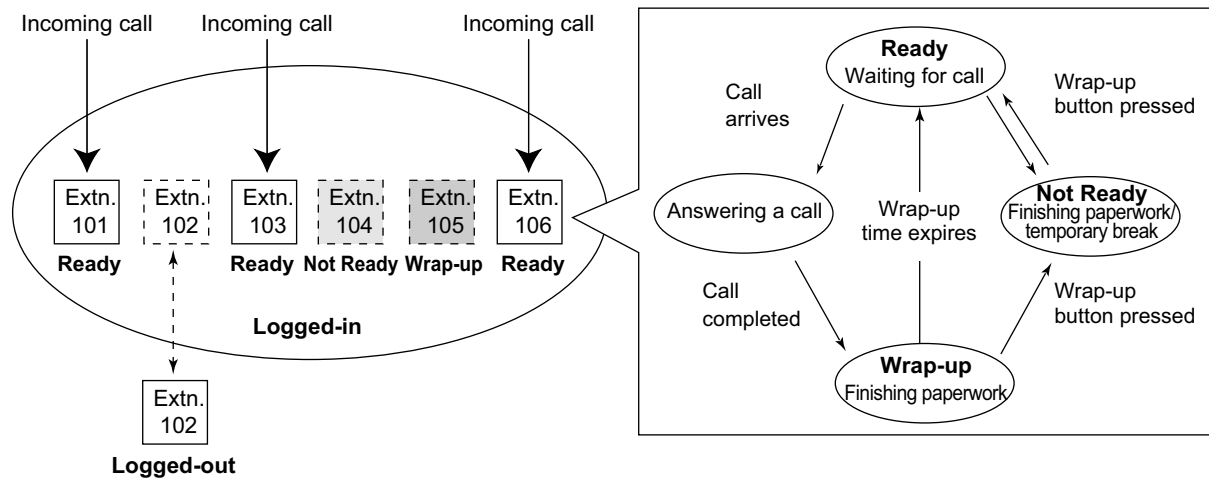 Incoming call
Incoming call
Incoming call
Extn.
101
Extn.
102
Extn.
103
Extn.
104
Extn.
105
Extn.
106
Ready
Ready
Not Ready
Wrap-up
Ready
Logged-in
Extn.
102
Logged-out
Ready
Waiting for call
Call
arrives
Wrap-up
button pressed
Answering a call
Wrap-up
time expires
Not Ready
Finishing paperwork/
temporary break
Call
completed
Wrap-up
button pressed
Wrap-up
Finishing paperwork